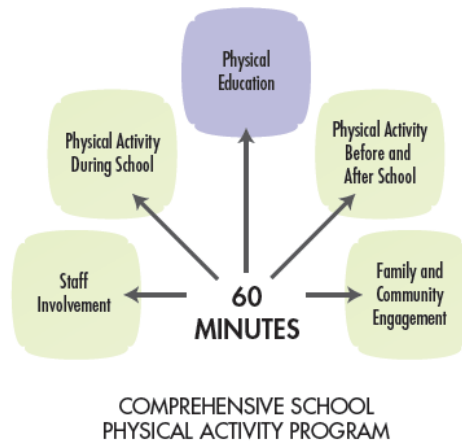 Physical
Education
Physical Activity
During School
Physical Activity
Before and
After School
Staff
Involvement
60
MINUTES
Family and
Community
Engagement
COMPREHENSIVE SCHOOL
PHYSICAL ACTIVITY PROGRAM